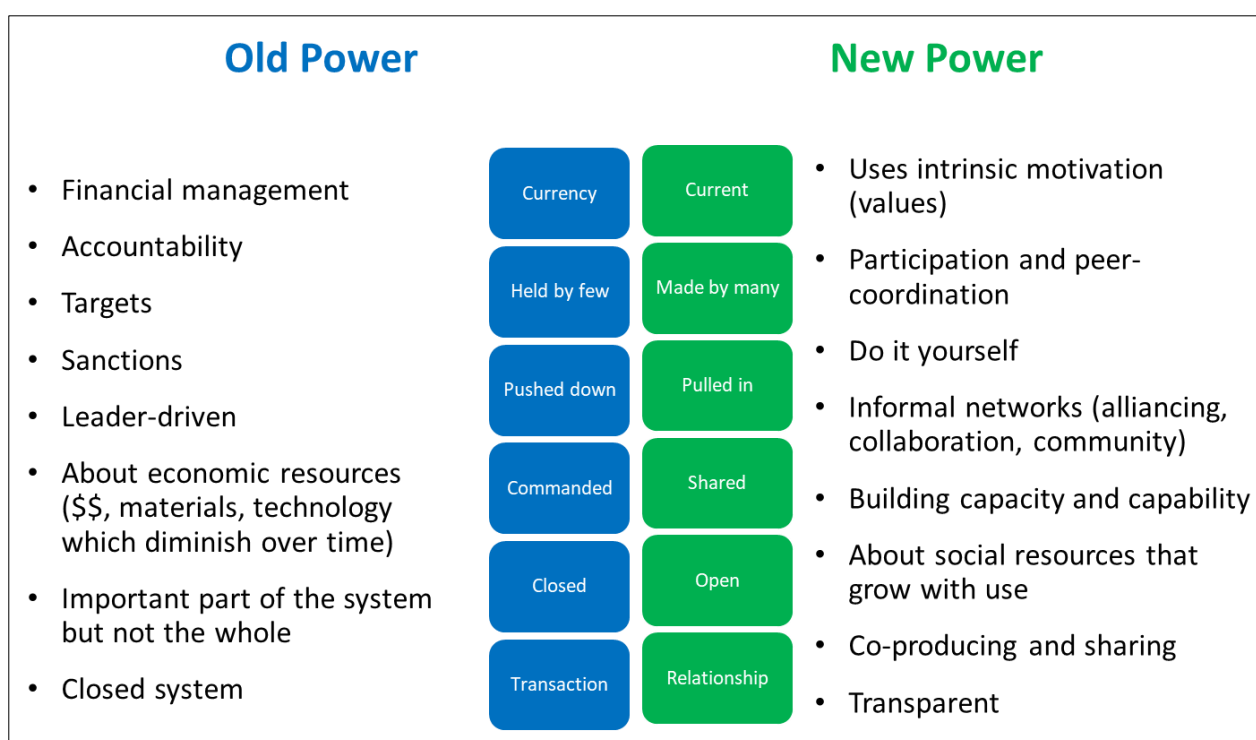 Old Power
New Power
• Financial management
• Accountability
• Targets
• Sanctions
• Leader-driven
• About economic resources
($$, materials, technology
which diminish over time)
• Important part of the system
but not the whole
• Closed system
Currency
Current
Held by few
Made by many
Pushed down
Pulled in
Commanded
Shared
Closed
Open
Transaction
Relationship
• Uses intrinsic motivation
(values)
• Participation and peer-
coordination
• Do it yourself
• Informal networks (alliancing,
collaboration, community)
• Building capacity and capability
• About social resources that
grow with use
• Co-producing and sharing
• Transparent